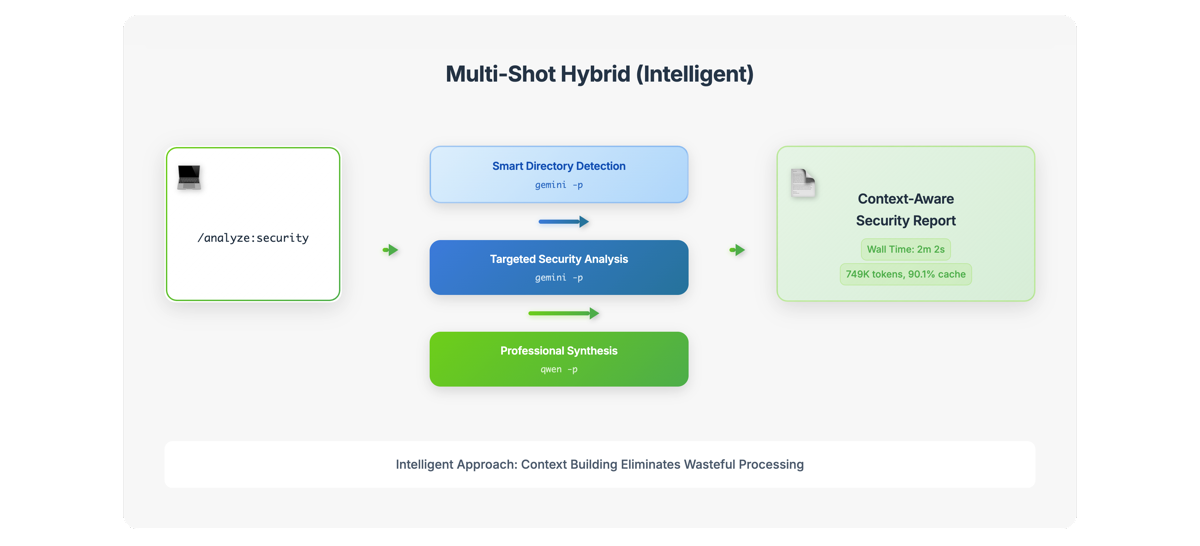 Multi-Shot Hybrid (Intelligent)
/analyze:security
Smart Directory Detection
gemini -p
Targeted Security Analysis
gemini -p
Professional Synthesis
qwen -p
Context-Aware
Security Report
Wall Time: 2m 2s
749K tokens, 90.1% cache
Intelligent Approach: Context Building Eliminates Wasteful Processing